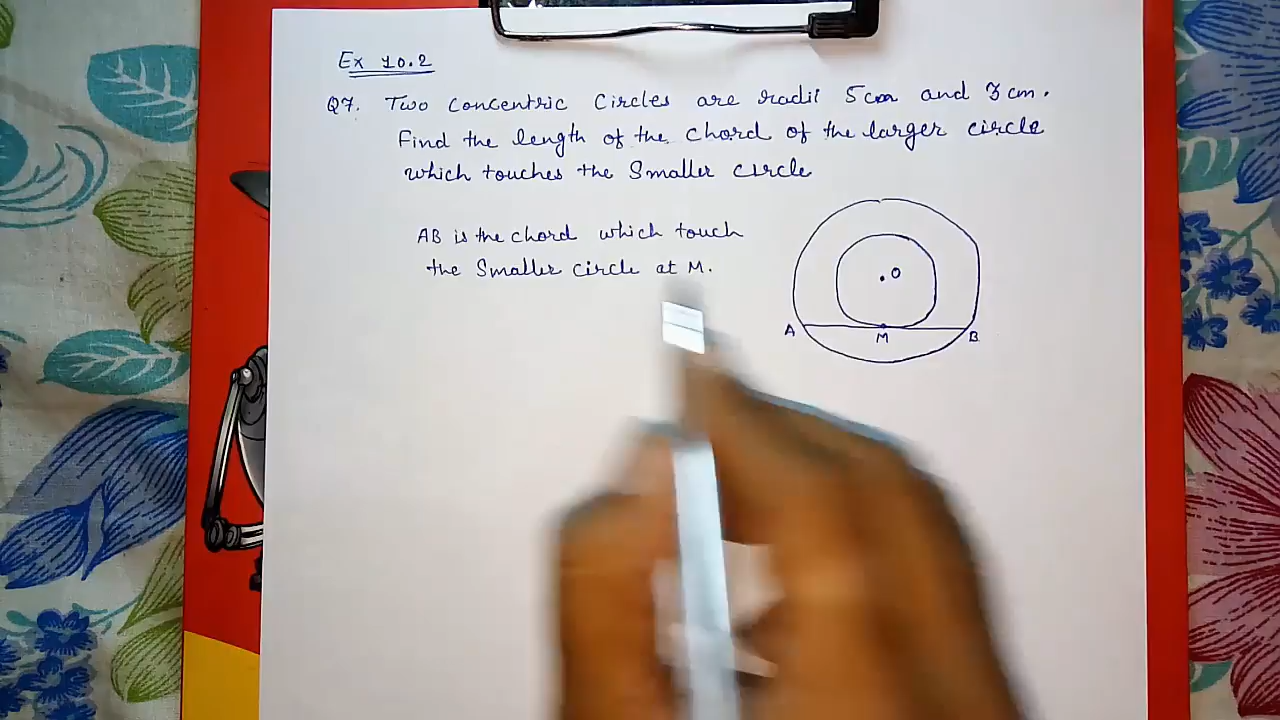 Ex 10.2
Q7. Two Concentric Circles are radii 5cm and 3cm.
Find the length of the chord of the larger circle
which touches the Smaller circle
AB is the chord which touch
the Smaller circle at M.
O
A
M
B